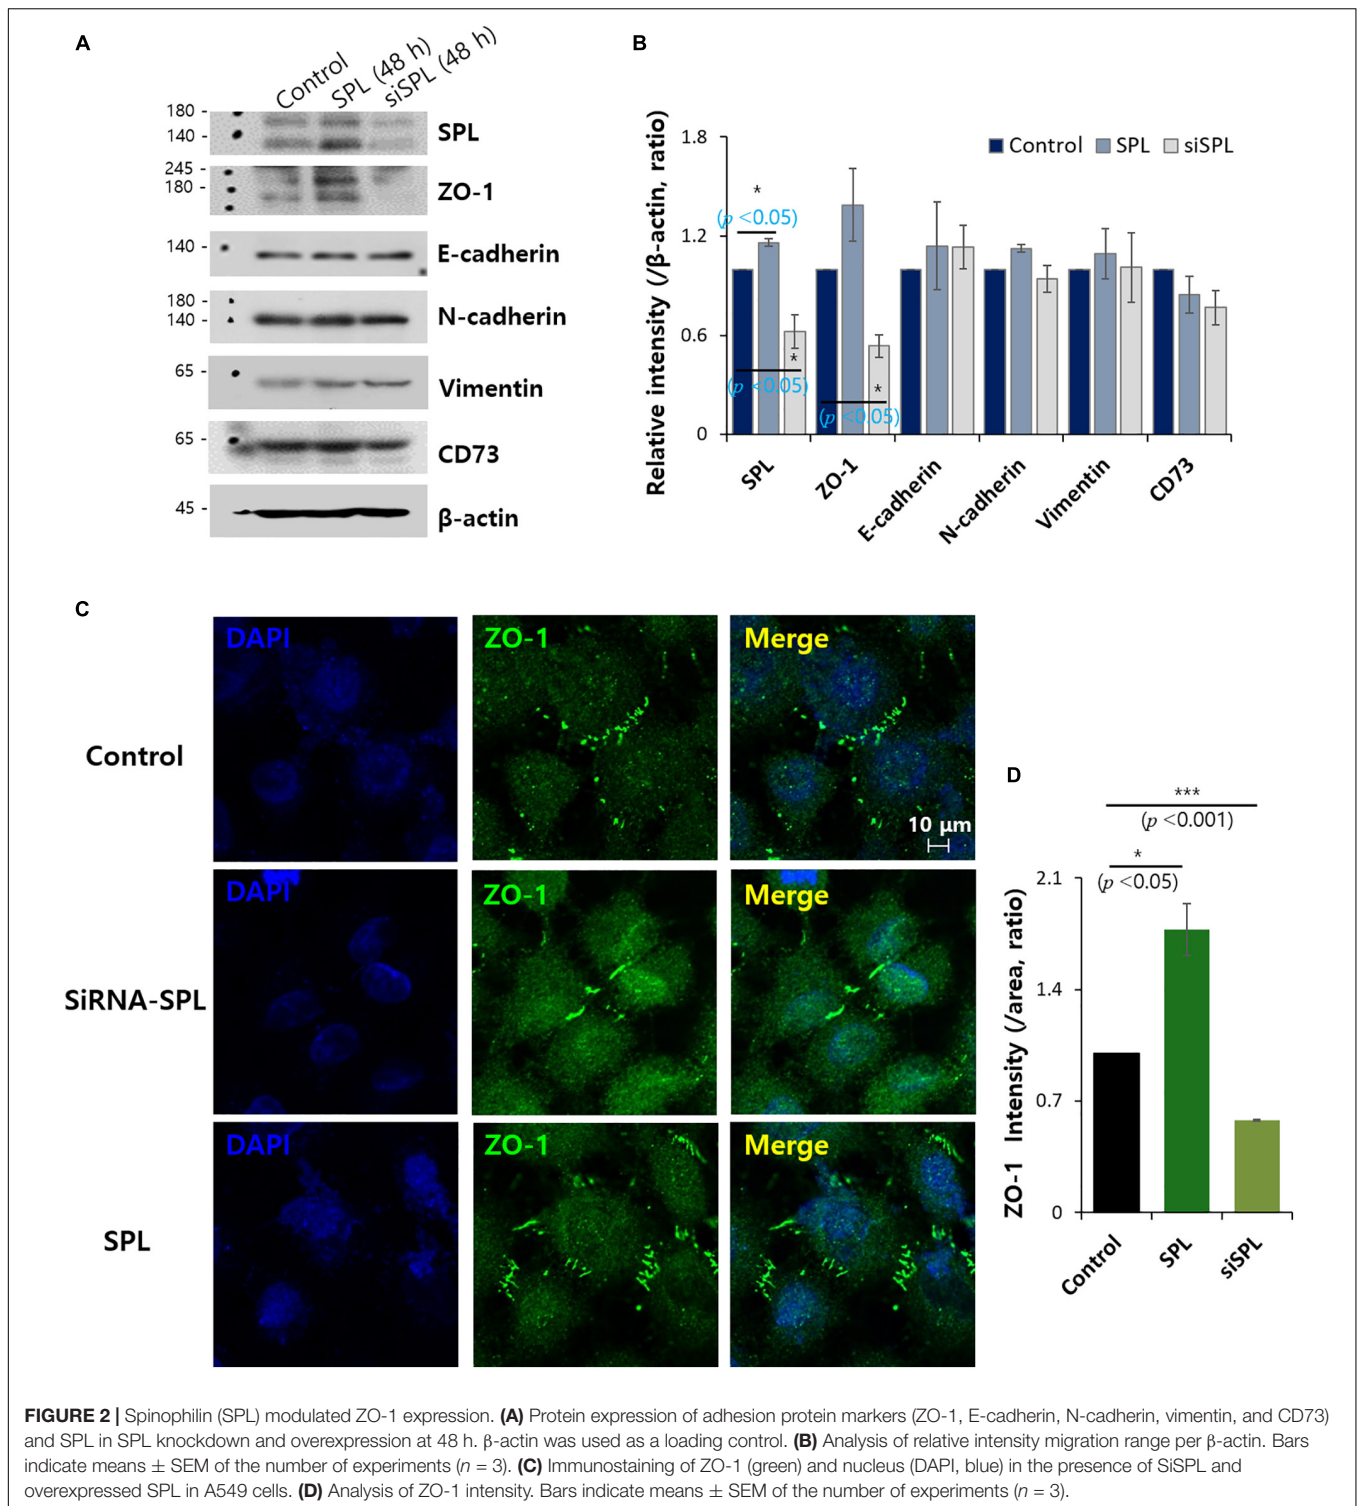 A
Control
SPL (48 h)
siSPL (48 h)
180 -
140 -
SPL
245 -
180 -
ZO-1
140 -
E-cadherin
180 -
140 -
N-cadherin
65 -
Vimentin
65 -
CD73
45 -
β-actin
B
Relative intensity (/β-actin, ratio)
1.8
1.2
0.6
0
Control SPL siSPL
*
(p <0.05)
*
(p <0.05)
*
(p <0.05)
SPL
ZO-1
E-cadherin
N-cadherin
Vimentin
CD73
C
DAPI
ZO-1
Merge
Control
10 μm
DAPI
ZO-1
Merge
SiRNA-SPL
DAPI
ZO-1
Merge
SPL
D
***
(p <0.001)
*
(p <0.05)
ZO-1 Intensity (/area, ratio)
2.1
1.4
0.7
0
Control
SPL
siSPL
FIGURE 2 | Spinophilin (SPL) modulated ZO-1 expression. (A) Protein expression of adhesion protein markers (ZO-1, E-cadherin, N-cadherin, vimentin, and CD73)
and SPL in SPL knockdown and overexpression at 48 h. β-actin was used as a loading control. (B) Analysis of relative intensity migration range per β-actin. Bars
indicate means ± SEM of the number of experiments (n = 3). (C) Immunostaining of ZO-1 (green) and nucleus (DAPI, blue) in the presence of SiSPL and
overexpressed SPL in A549 cells. (D) Analysis of ZO-1 intensity. Bars indicate means ± SEM of the number of experiments (n = 3).